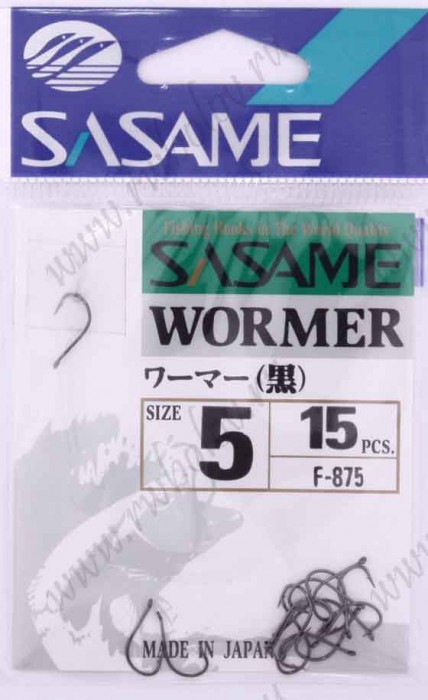 SASAME
Fishing Hooks in The World Quality
SASAME
WORMER
ワーマー(黒)
SIZE 5 15 PCS.
F-875
MADE IN JAPAN